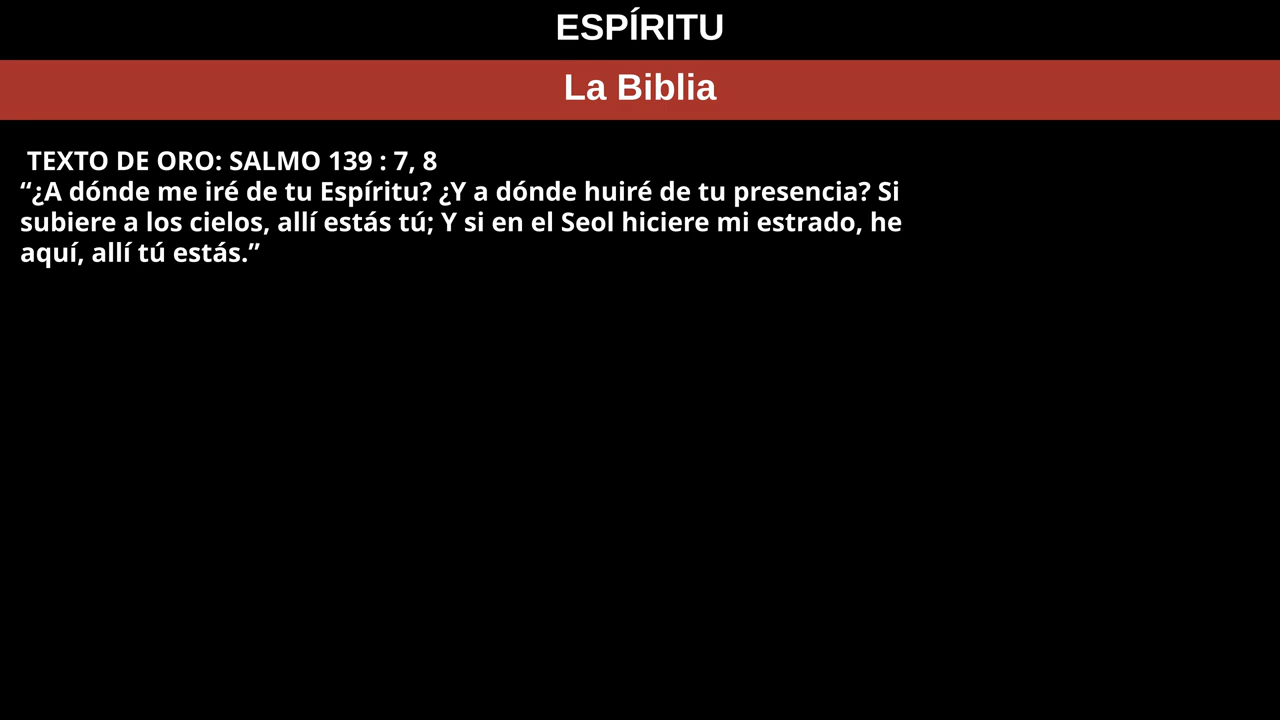 ESPÍRITU
La Biblia
TEXTO DE ORO: SALMO 139 : 7, 8
“¿A dónde me iré de tu Espíritu? ¿Y a dónde huiré de tu presencia? Si
subiere a los cielos, allí estás tú; Y si en el Seol hiciere mi estrado, he
aquí, allí tú estás.”